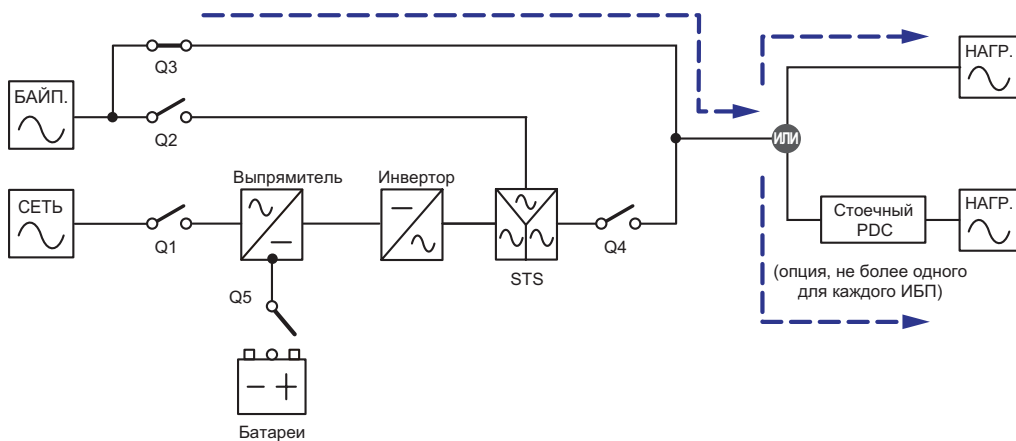 Q3
НАГР.
БАЙП.
Q2
ИЛИ
Выпрямитель
Инвертор
СЕТЬ
НАГР.
Стоечный
PDC
Q1
Q4
STS
(опция, не более одного
для каждого ИБП)
Q5
Батареи